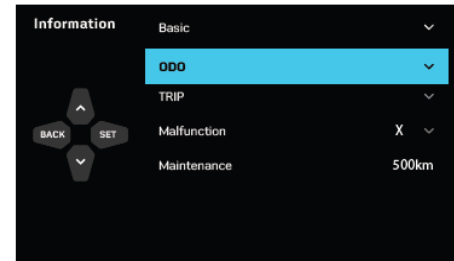 Information
Basic
ODO
TRIP
BACK SET
Malfunction X
Maintenance 500km